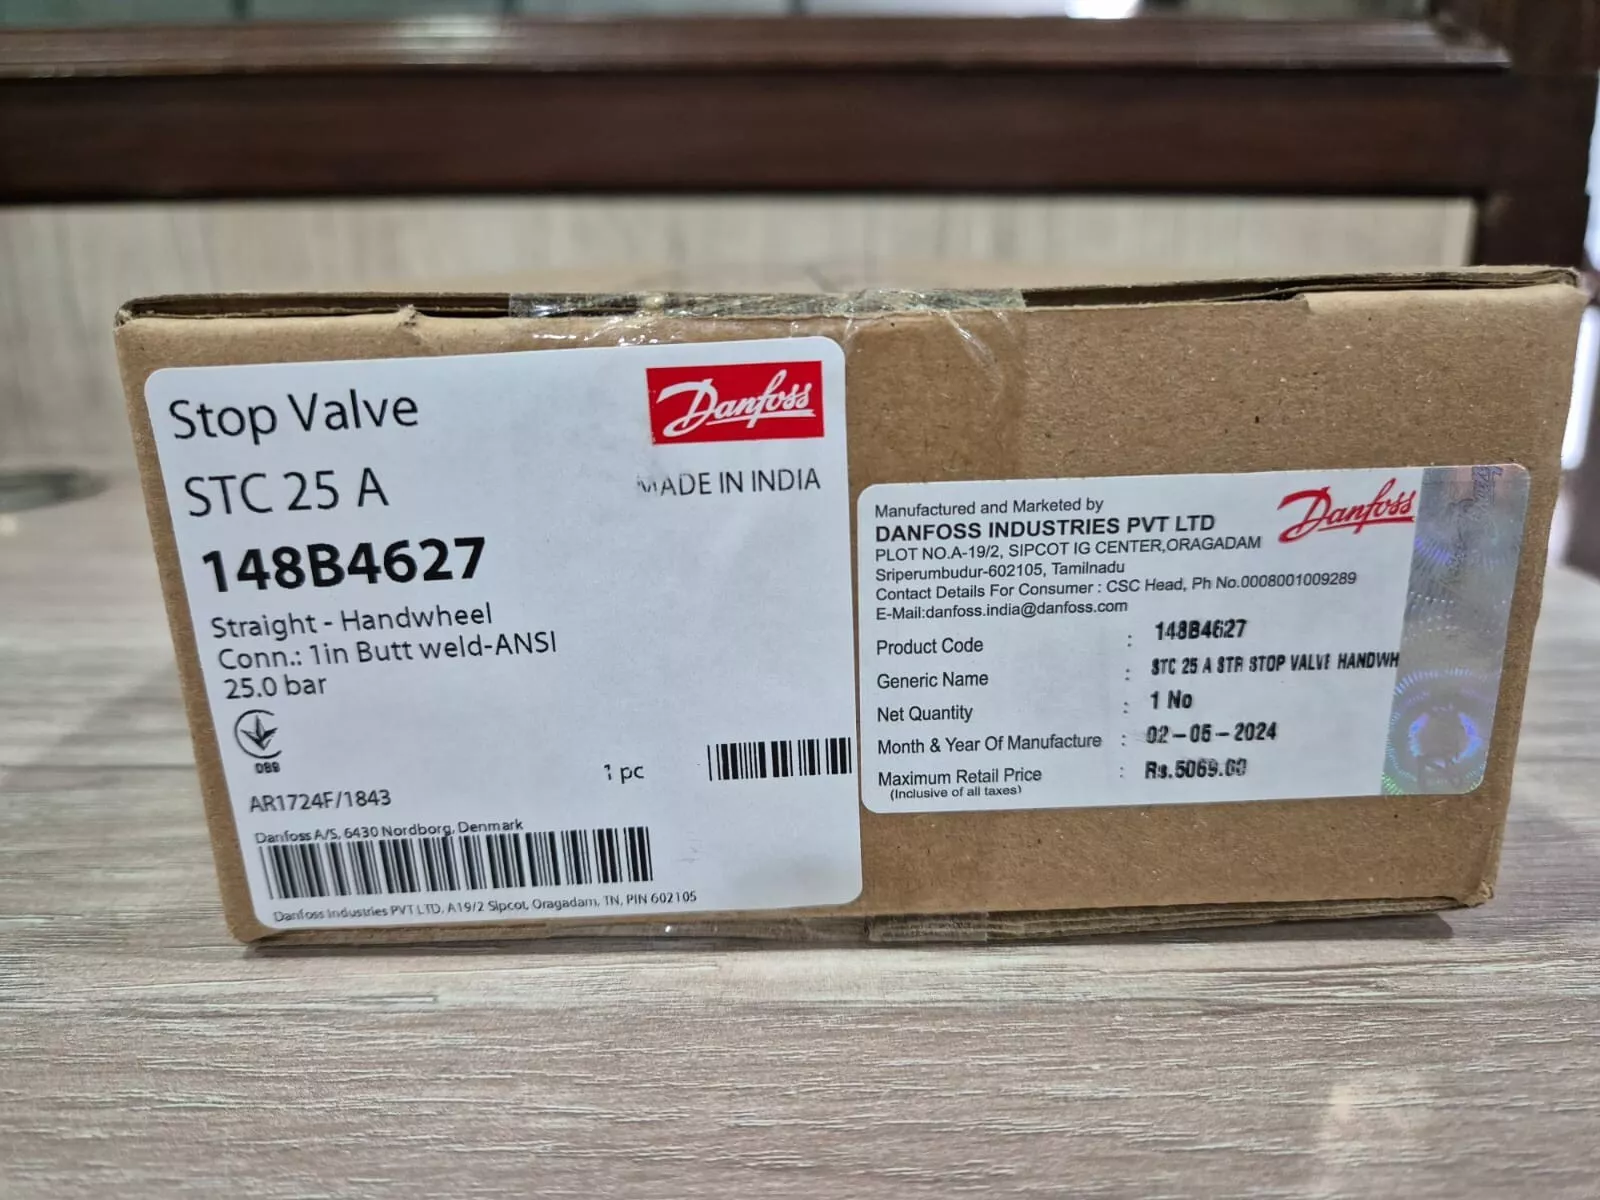 Stop Valve
Danfoss
STC 25 A
MADE IN INDIA
148B4627
Straight - Handwheel
Conn.: 1in Butt weld-ANSI
25.0 bar
089
1 pc
AR1724F/1843
Danfoss A/S, 6430 Nordborg, Denmark
Danfoss Industries PVT LTD. A19/2 Sipcot, Oragadam, TN, PIN 602105
Manufactured and Marketed by
Danfoss
DANFOSS INDUSTRIES PVT LTD
PLOT NO.A-19/2, SIPCOT IG CENTER,ORAGADAM
Sriperumbudur-602105, Tamilnadu
Contact Details For Consumer : CSC Head, Ph No.0008001009289
E-Mail:danfoss.india@danfoss.com
Product Code : 148B4627
Generic Name : STC 25 A STR STOP VALVE HANDWH
Net Quantity : 1 No
Month & Year Of Manufacture : 02-05-2024
Maximum Retail Price : Rs.5069.00
(Inclusive of all taxes)